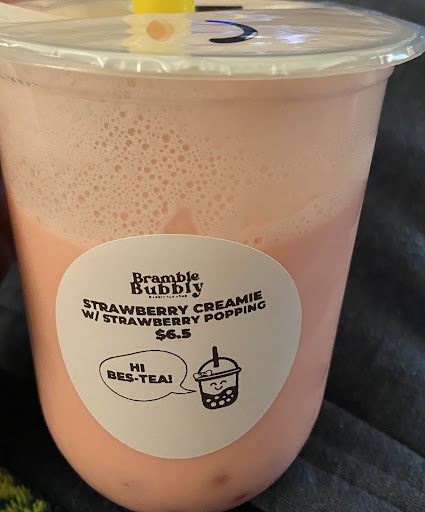 Bramble
Bubbly
STRAWBERRY CREAMIE
W/ STRAWBERRY POPPING
$6.5
HI
BES-TEA!